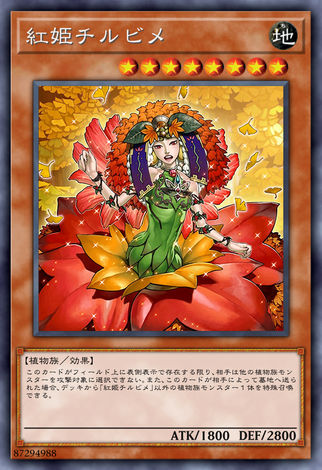 紅姫チルビメ
地
ち
【植物族／効果】
このカードがフィールド上に表側表示で存在する限り、相手は他の植物族モン
スターを攻撃対象に選択できない。また、このカードが相手によって墓地へ送ら
れた場合、デッキから「紅姫チルビメ」以外の植物族モンスター１体を特殊召喚
できる。
ATK/1800 DEF/2800
87294988